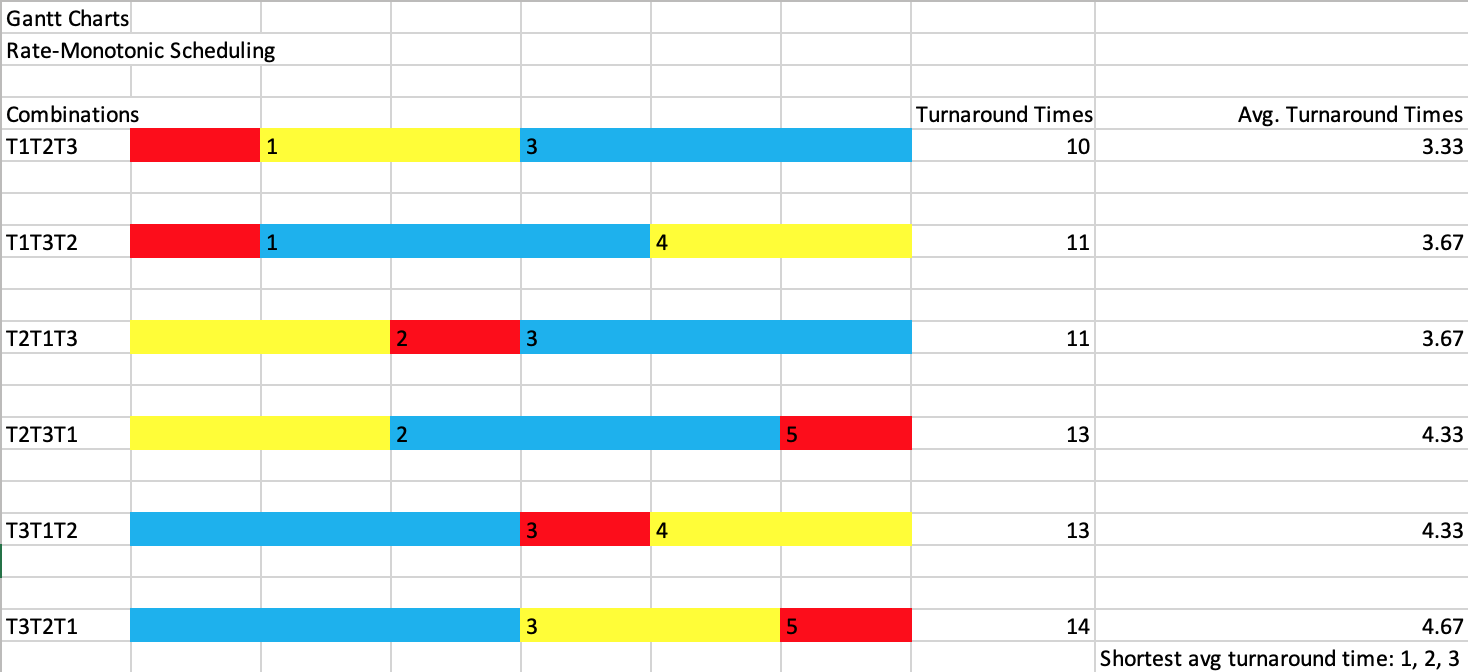 Gantt Charts
Rate-Monotonic Scheduling
Combinations Turnaround Times Avg. Turnaround Times
T1T2T3 1 3 10 3.33
T1T3T2 1 4 11 3.67
T2T1T3 2 3 11 3.67
T2T3T1 2 5 13 4.33
T3T1T2 3 4 13 4.33
T3T2T1 3 5 14 4.67
Shortest avg turnaround time: 1, 2, 3